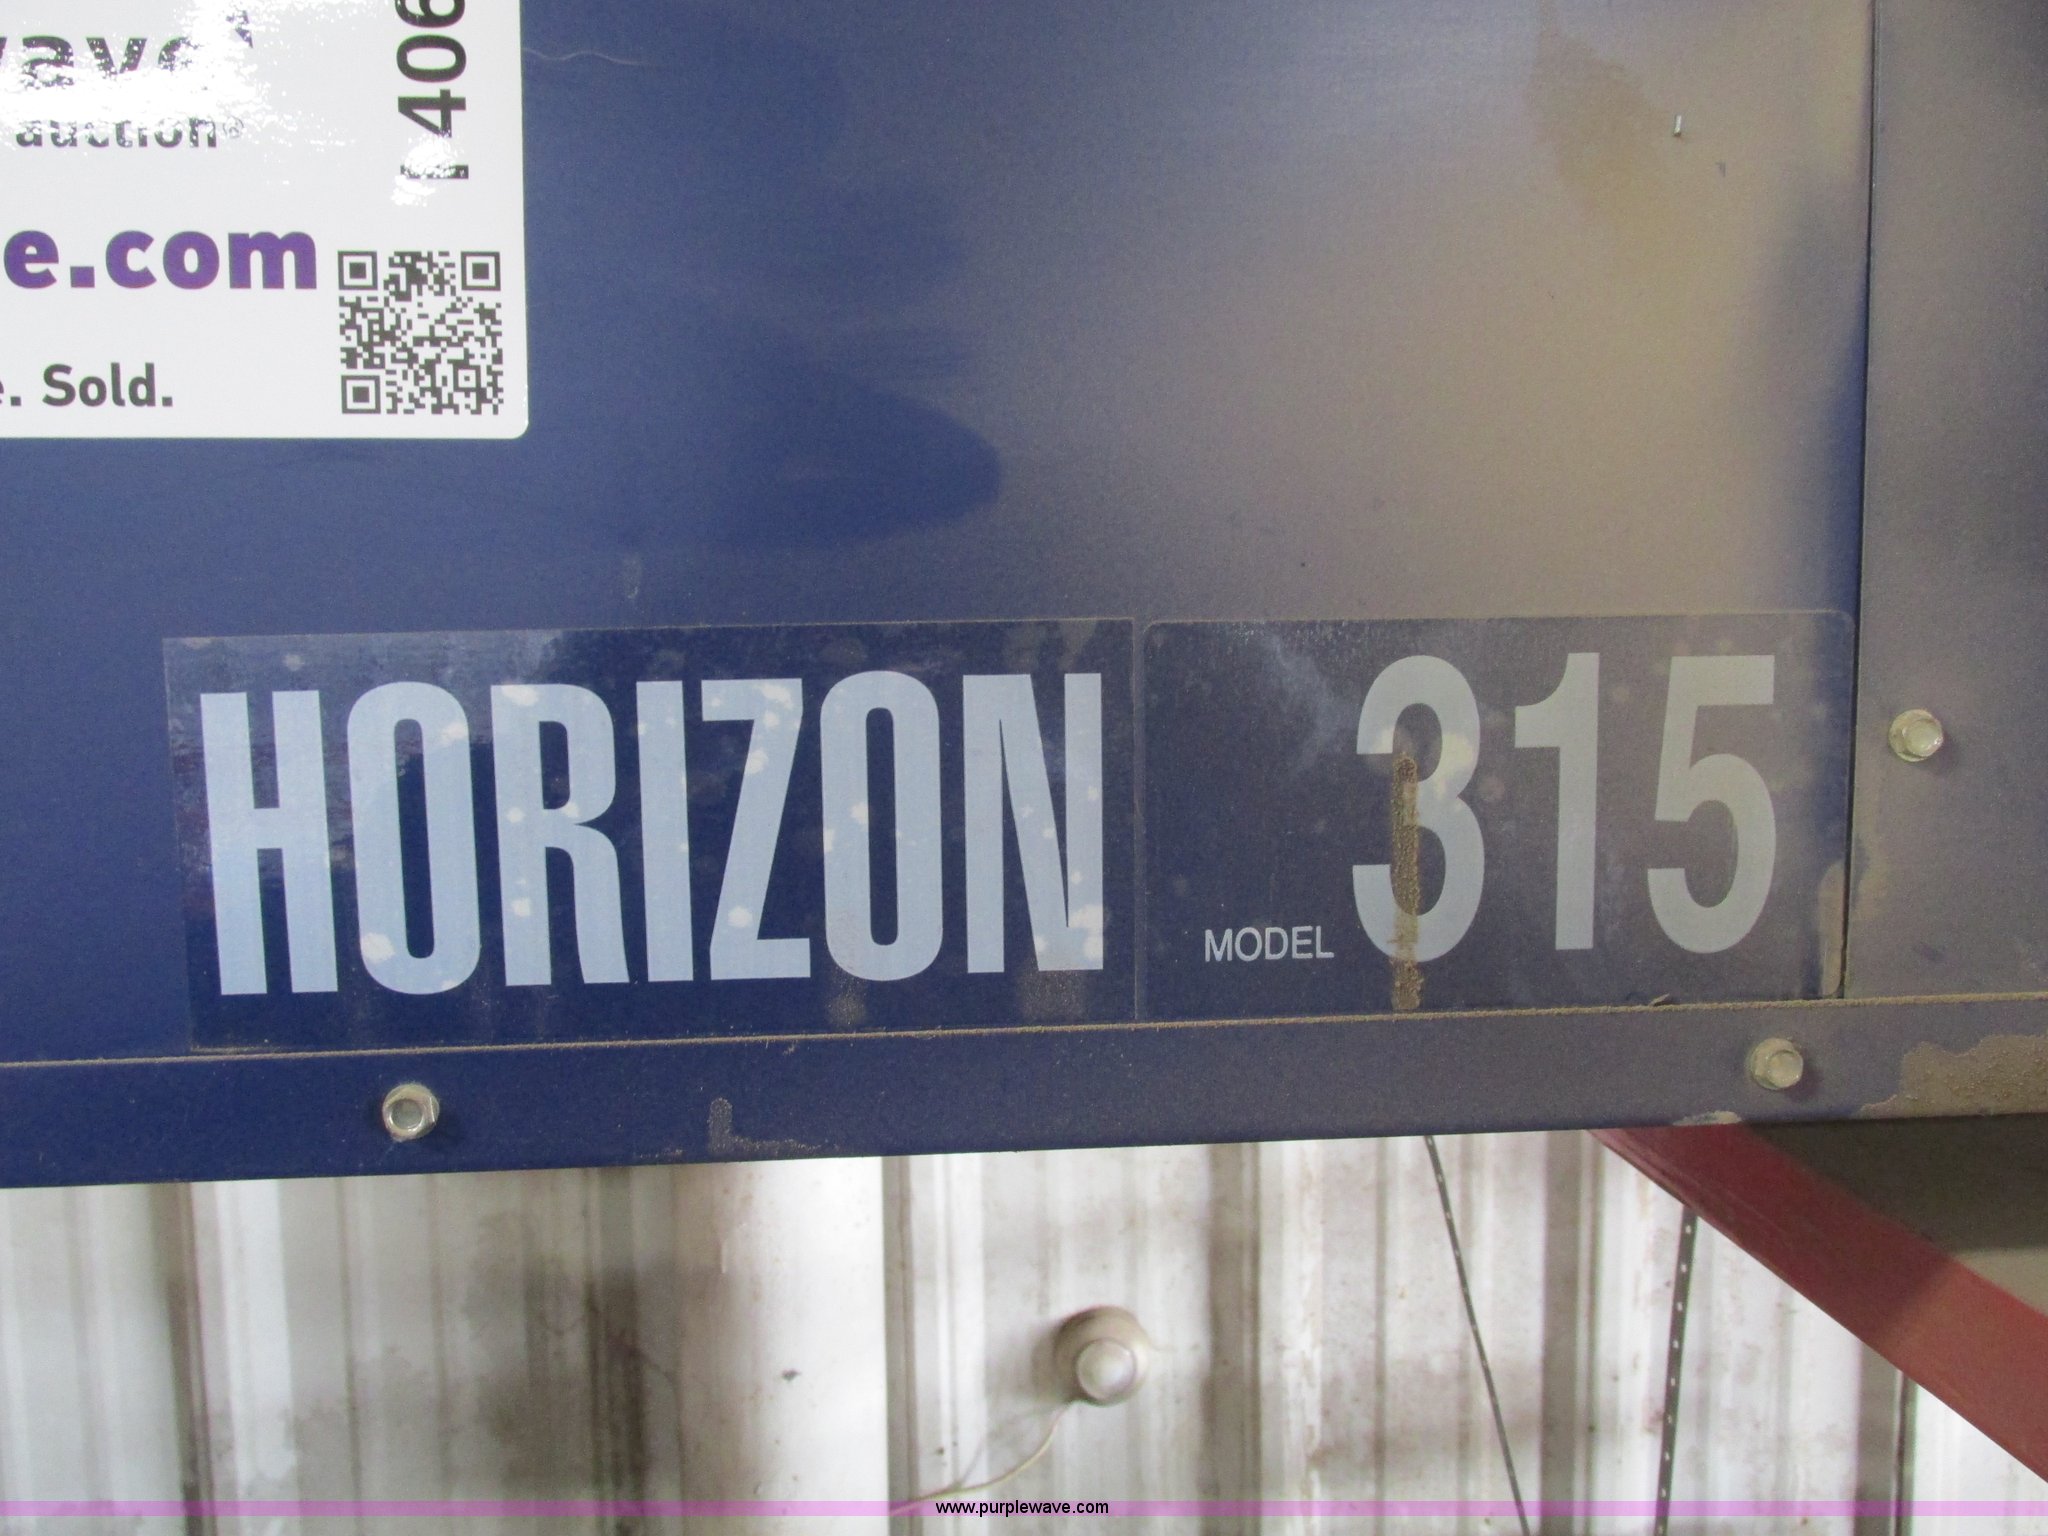 auction®
e.com
. Sold.
406
HORIZON
MODEL 315
www.purplewave.com